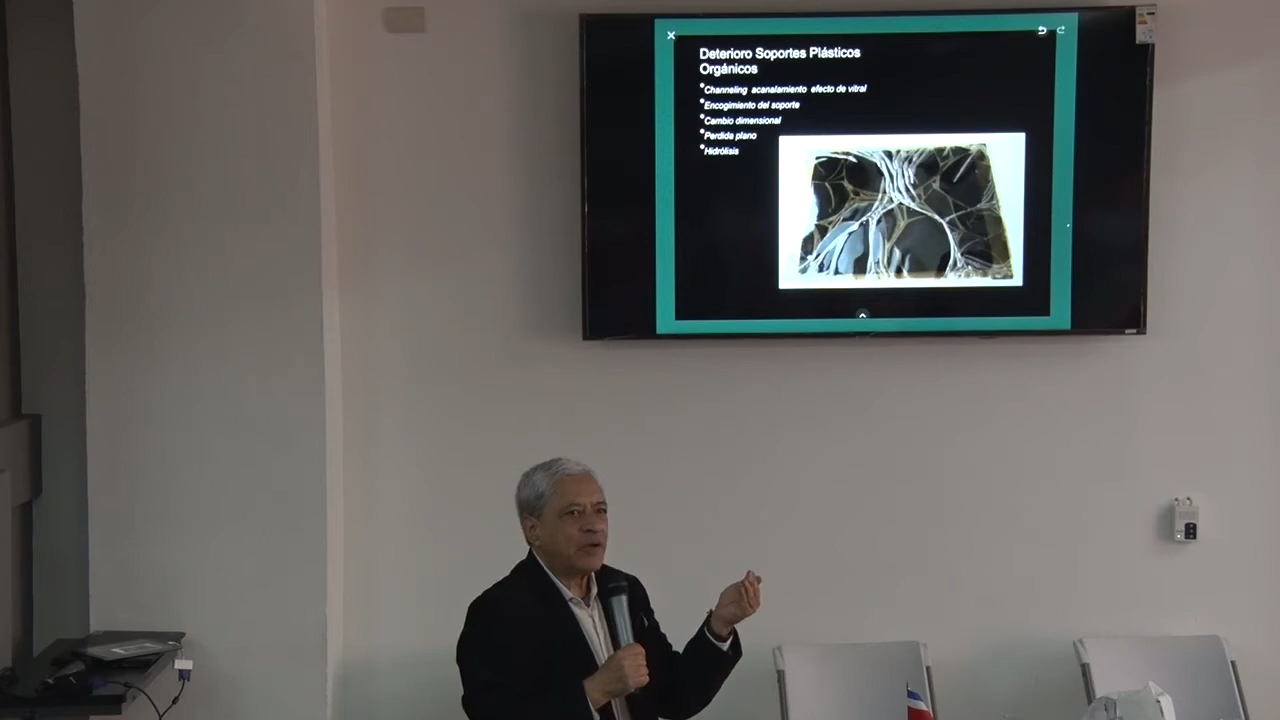 Deterioro Soportes Plásticos
Orgánicos
•Channeling acanalamiento efecto de vitral
•Encogimiento del soporte
•Cambio dimensional
•Perdida plano
•Hidrólisis